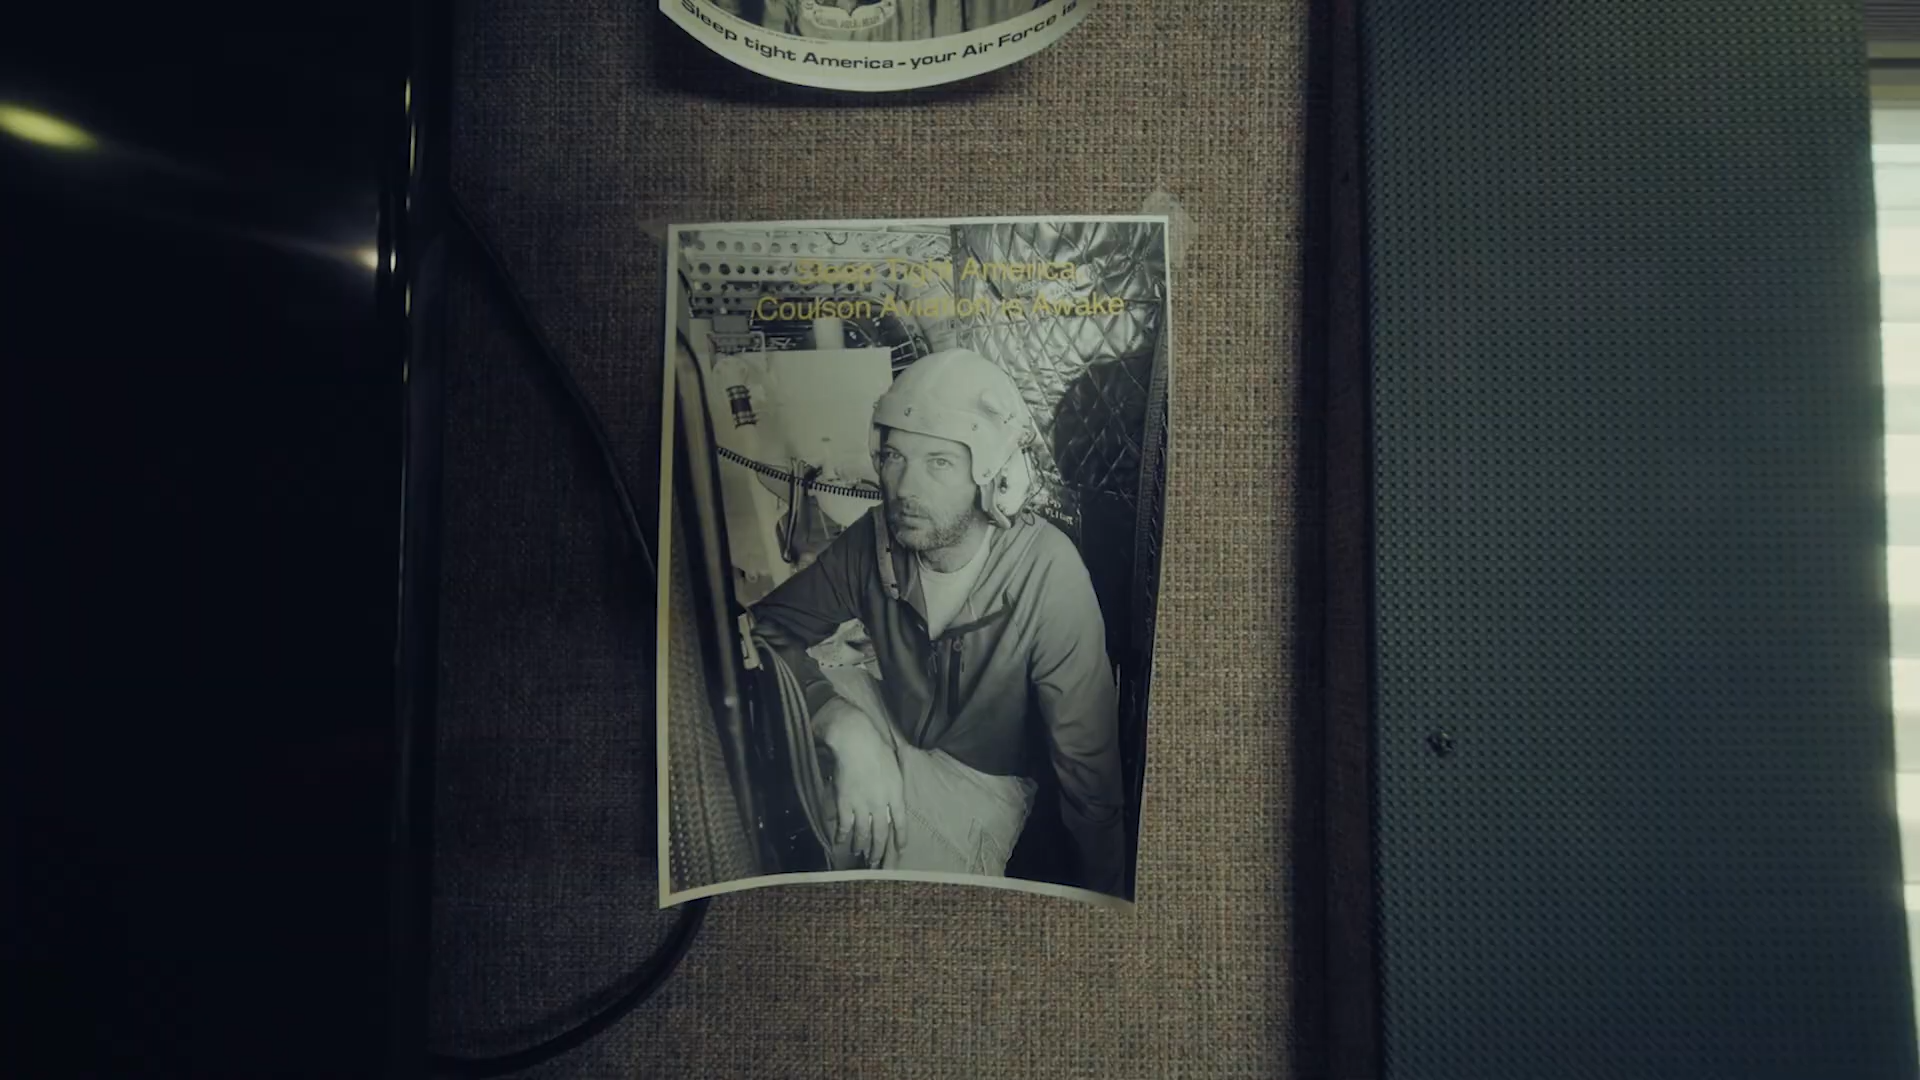 Sleep tight America - your Air Force is
Sleep Tight America
Coulson Aviation is Awake